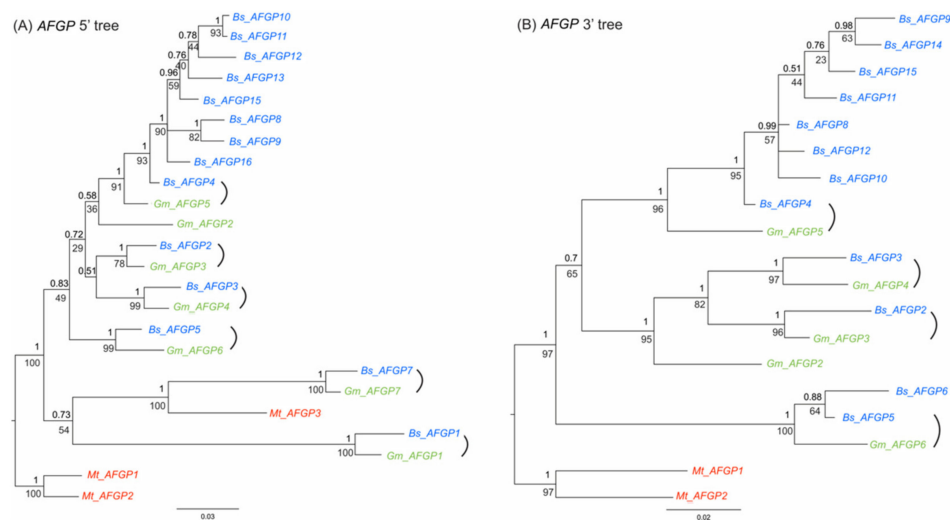 (A) AFGP 5' tree
Bs_AFGP10
0.78
1
93
Bs_AFGP11
44
0.76
Bs_AFGP12
40
0.96
Bs_AFGP13
59
Bs_AFGP15
1
1
Bs_AFGP8
90
82
Bs_AFGP9
1
Bs_AFGP16
93
1
Bs_AFGP4
91
Gm_AFGP5
0.58
36
Gm_AFGP2
0.72
1
Bs_AFGP2
29
78
Gm_AFGP3
0.51
1
Bs_AFGP3
0.83
99
Gm_AFGP4
49
1
Bs_AFGP5
99
Gm_AFGP6
1
100
1
Bs_AFGP7
1
100
Gm_AFGP7
100
Mt_AFGP3
0.73
54
1
Bs_AFGP1
100
Gm_AFGP1
1
Mt_AFGP1
100
Mt_AFGP2
0.03
(B) AFGP 3' tree
0.98
Bs_AFGP9
63
Bs_AFGP14
0.76
23
Bs_AFGP15
0.51
44
Bs_AFGP11
0.99
Bs_AFGP8
57
Bs_AFGP12
1
95
Bs_AFGP10
1
Bs_AFGP4
96
Gm_AFGP5
0.7
65
1
Bs_AFGP3
1
97
Gm_AFGP4
82
1
Bs_AFGP2
1
96
Gm_AFGP3
95
Gm_AFGP2
1
97
0.88
Bs_AFGP6
1
64
Bs_AFGP5
100
Gm_AFGP6
1
Mt_AFGP1
97
Mt_AFGP2
0.02